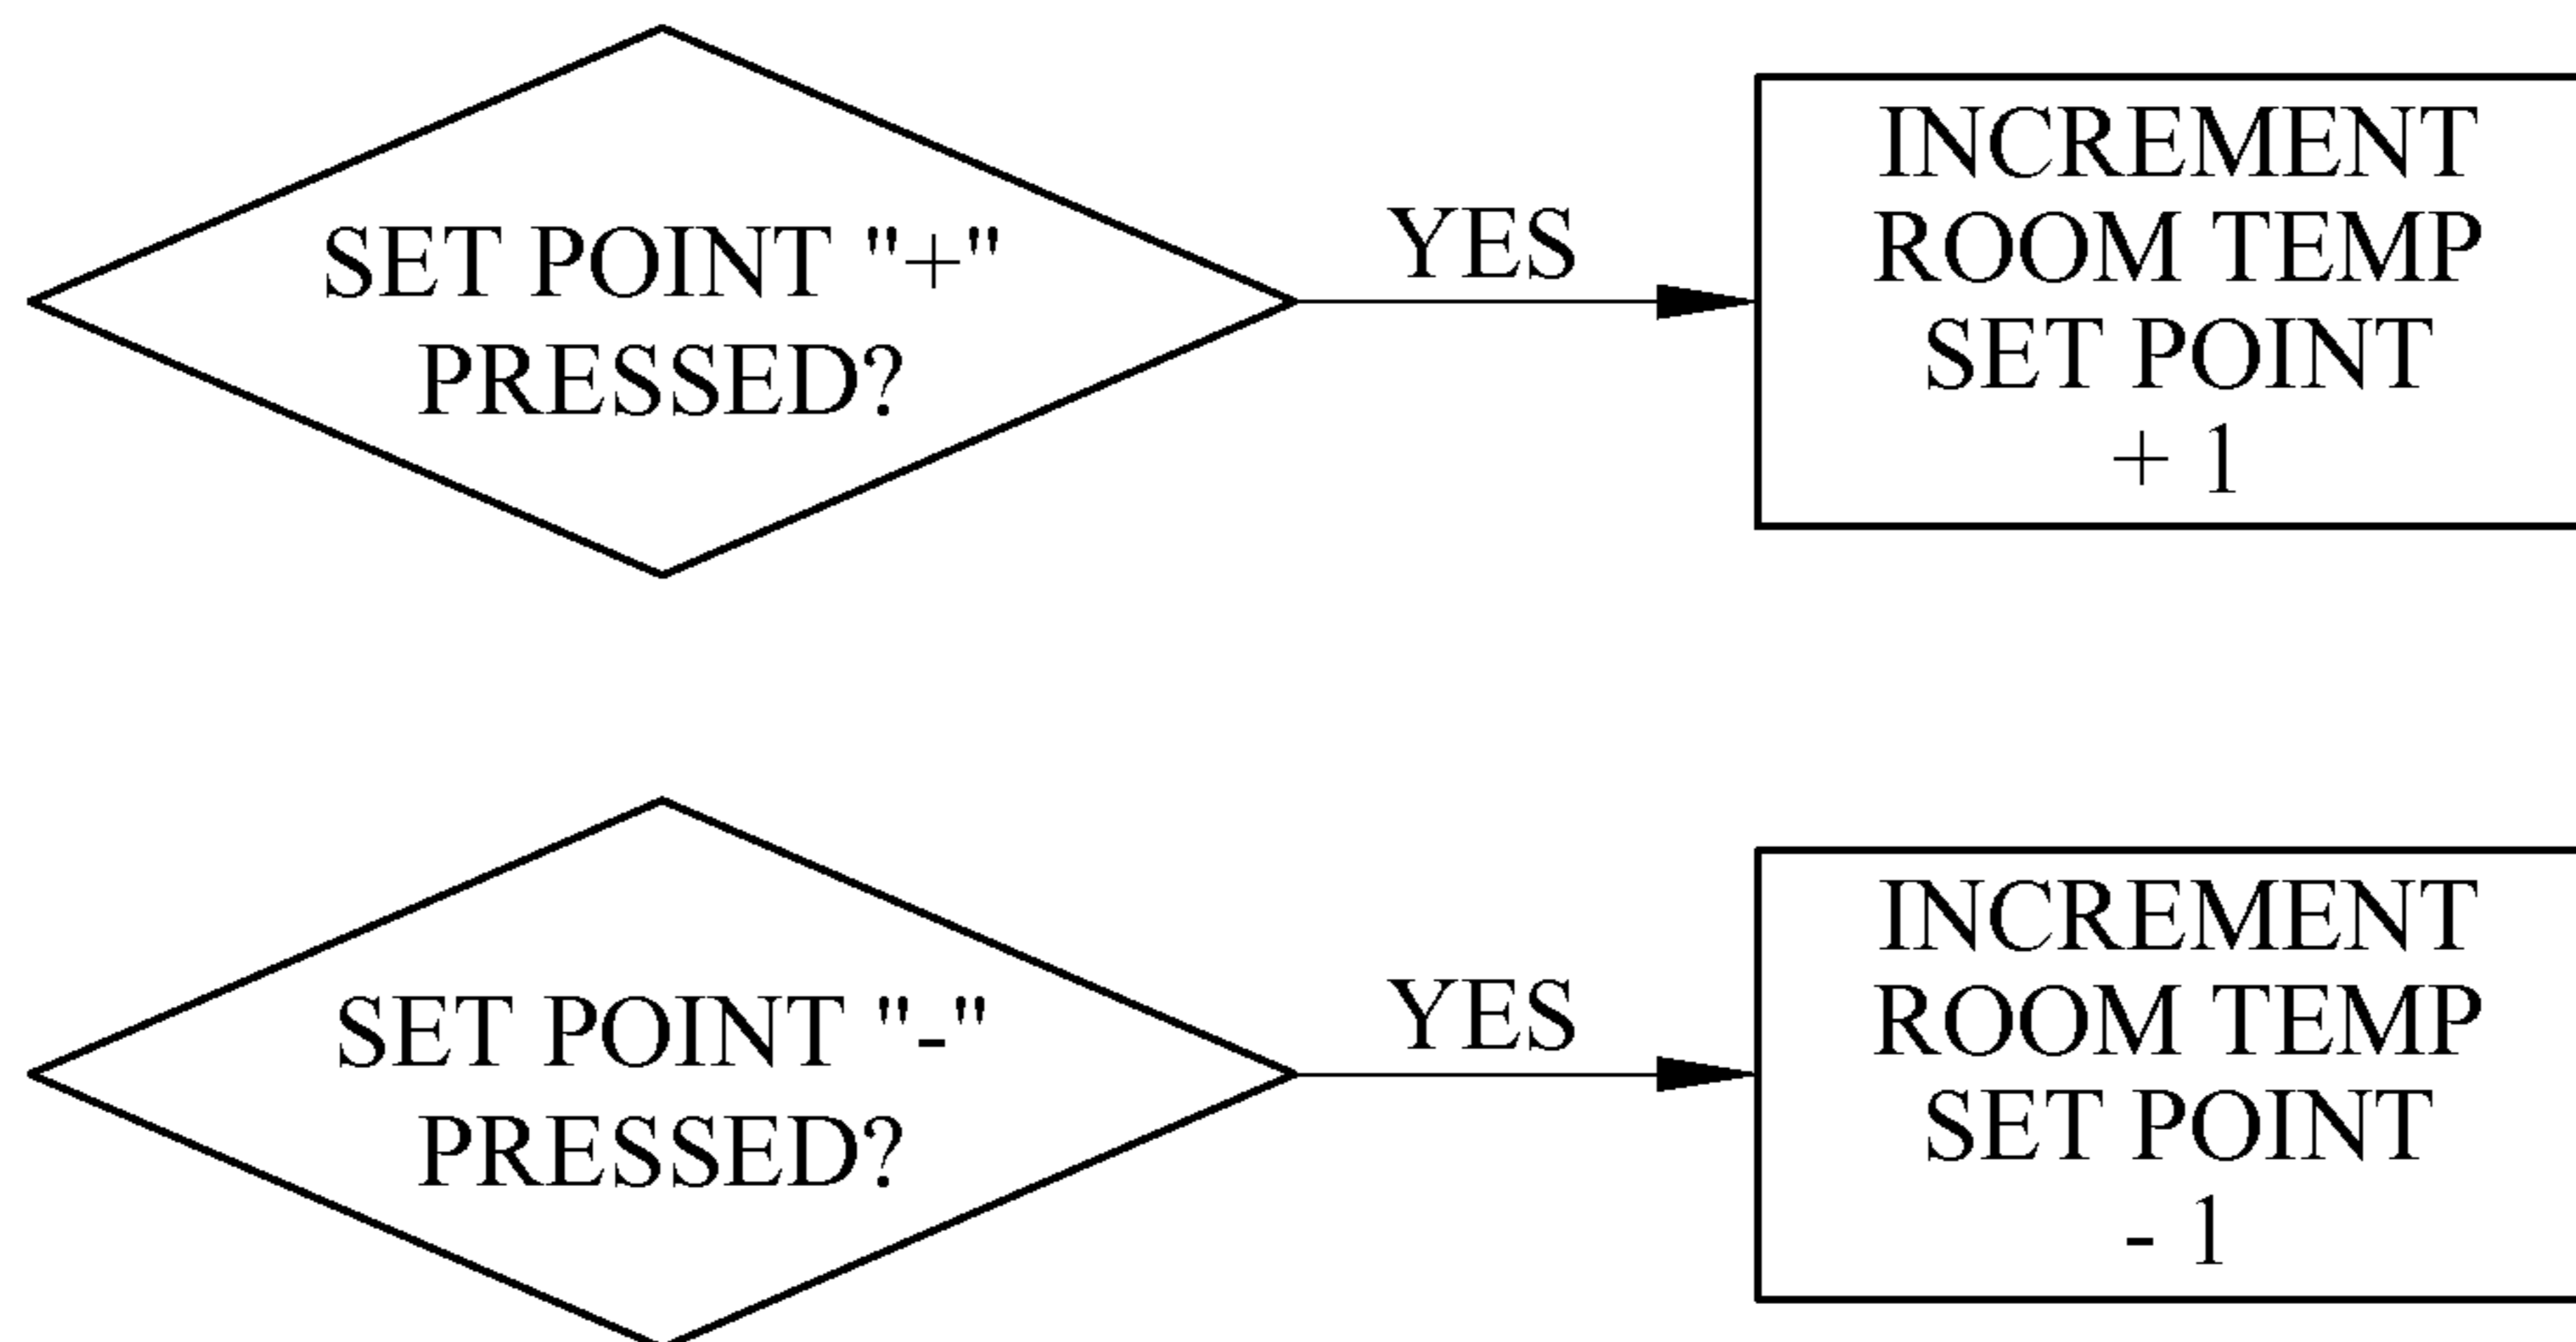 SET POINT "+"
PRESSED?
YES
INCREMENT
ROOM TEMP
SET POINT
+ 1
SET POINT "-"
PRESSED?
YES
INCREMENT
ROOM TEMP
SET POINT
- 1